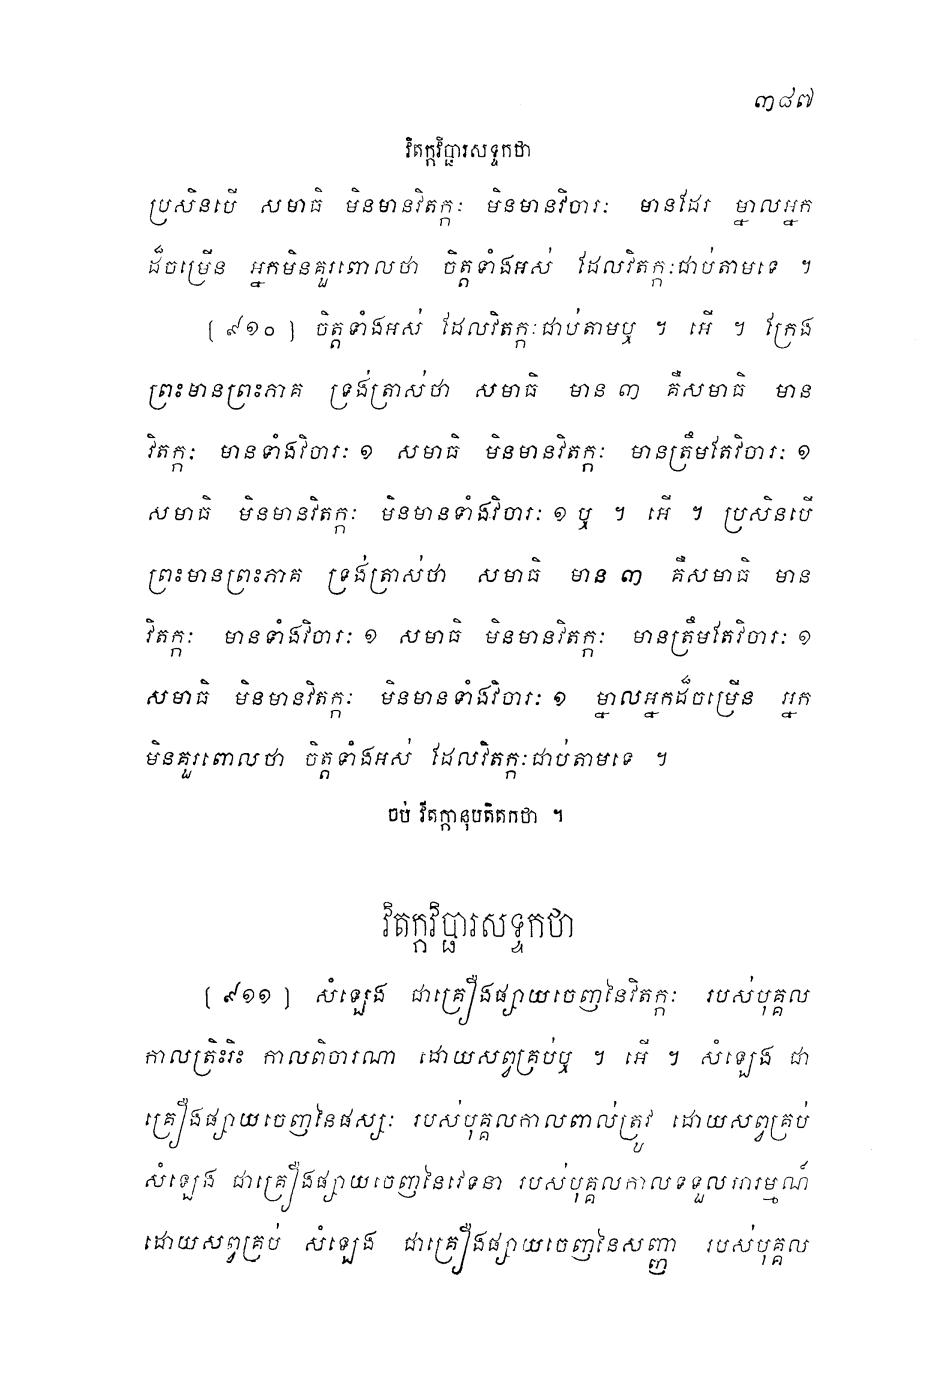 ៣៨៧
វិតក្កវិប្ផារសទ្ទកថា
ប្រសិនបើ សមាធិ មិនមានវិតក្កៈ មិនមានវិចារៈ មានដែរ ម្នាលអ្នក
ដ៏ចម្រើន អ្នកមិនគួរពោលថា ចិត្តទាំងអស់ ដែលវិតក្កៈជាប់តាមទេ ។
[៩១០] ចិត្តទាំងអស់ ដែលវិតក្កៈជាប់តាមឬ ។ អើ ។ ក្រែង
ព្រះមានព្រះភាគ ទ្រង់ត្រាស់ថា សមាធិ មាន ៣ គឺសមាធិ មាន
វិតក្កៈ មានទាំងវិចារៈ ១ សមាធិ មិនមានវិតក្កៈ មានត្រឹមតែវិចារៈ ១
សមាធិ មិនមានវិតក្កៈ មិនមានទាំងវិចារៈ ១ ឬ ។ អើ ។ ប្រសិនបើ
ព្រះមានព្រះភាគ ទ្រង់ត្រាស់ថា សមាធិ មាន ៣ គឺសមាធិ មាន
វិតក្កៈ មានទាំងវិចារៈ ១ សមាធិ មិនមានវិតក្កៈ មានត្រឹមតែវិចារៈ ១
សមាធិ មិនមានវិតក្កៈ មិនមានទាំងវិចារៈ ១ ម្នាលអ្នកដ៏ចម្រើន អ្នក
មិនគួរពោលថា ចិត្តទាំងអស់ ដែលវិតក្កៈជាប់តាមទេ ។
ចប់ វិតក្កានុបតិតកថា ។
វិតក្កវិប្ផារសទ្ទកថា
[៩១១] សំឡេង ជាគ្រឿងផ្សាយចេញនៃវិតក្កៈ របស់បុគ្គល
កាលត្រិះរិះ កាលពិចារណា ដោយសព្វគ្រប់ឬ ។ អើ ។ សំឡេង ជា
គ្រឿងផ្សាយចេញនៃផស្សៈ របស់បុគ្គលកាលពាល់ត្រូវ ដោយសព្វគ្រប់
សំឡេង ជាគ្រឿងផ្សាយចេញនៃវេទនា របស់បុគ្គលកាលទទួលអារម្មណ៍
ដោយសព្វគ្រប់ សំឡេង ជាគ្រឿងផ្សាយចេញនៃសញ្ញា របស់បុគ្គល